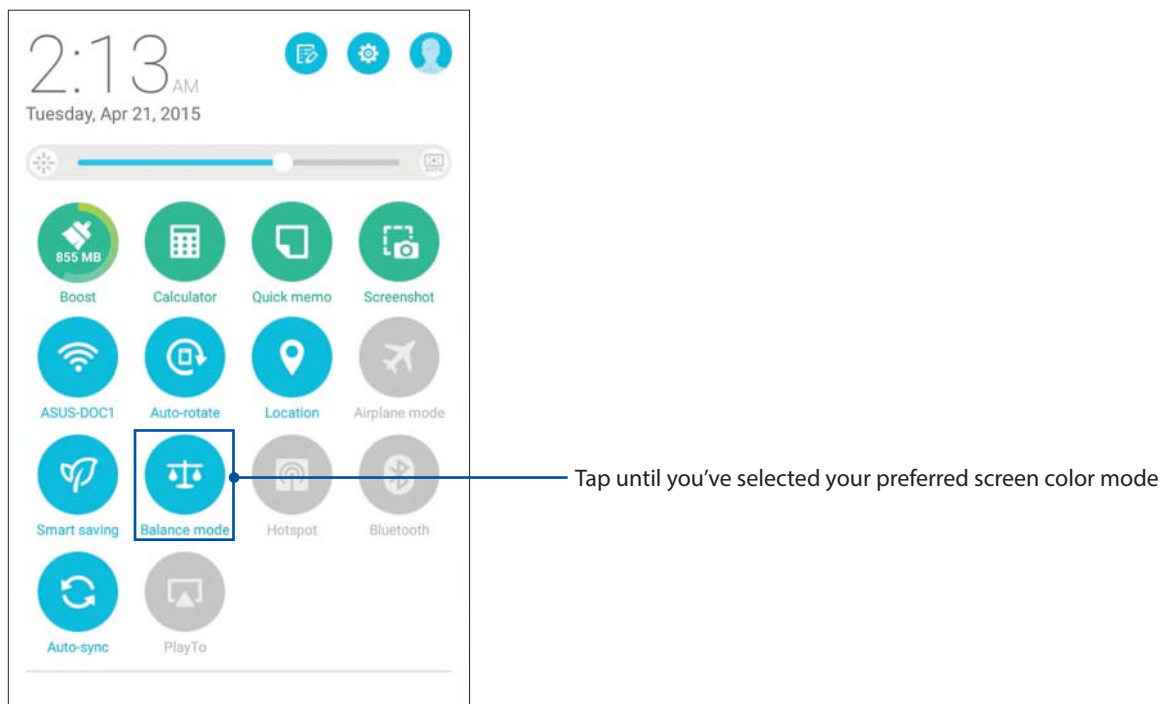 2:13 AM
Tuesday, Apr 21, 2015
855 MB
Boost Calculator Quick memo Screenshot
ASUS-DOC1 Auto-rotate Location Airplane mode
Smart saving Balance mode Hotspot Bluetooth
Tap until you’ve selected your preferred screen color mode
Auto-sync PlayTo